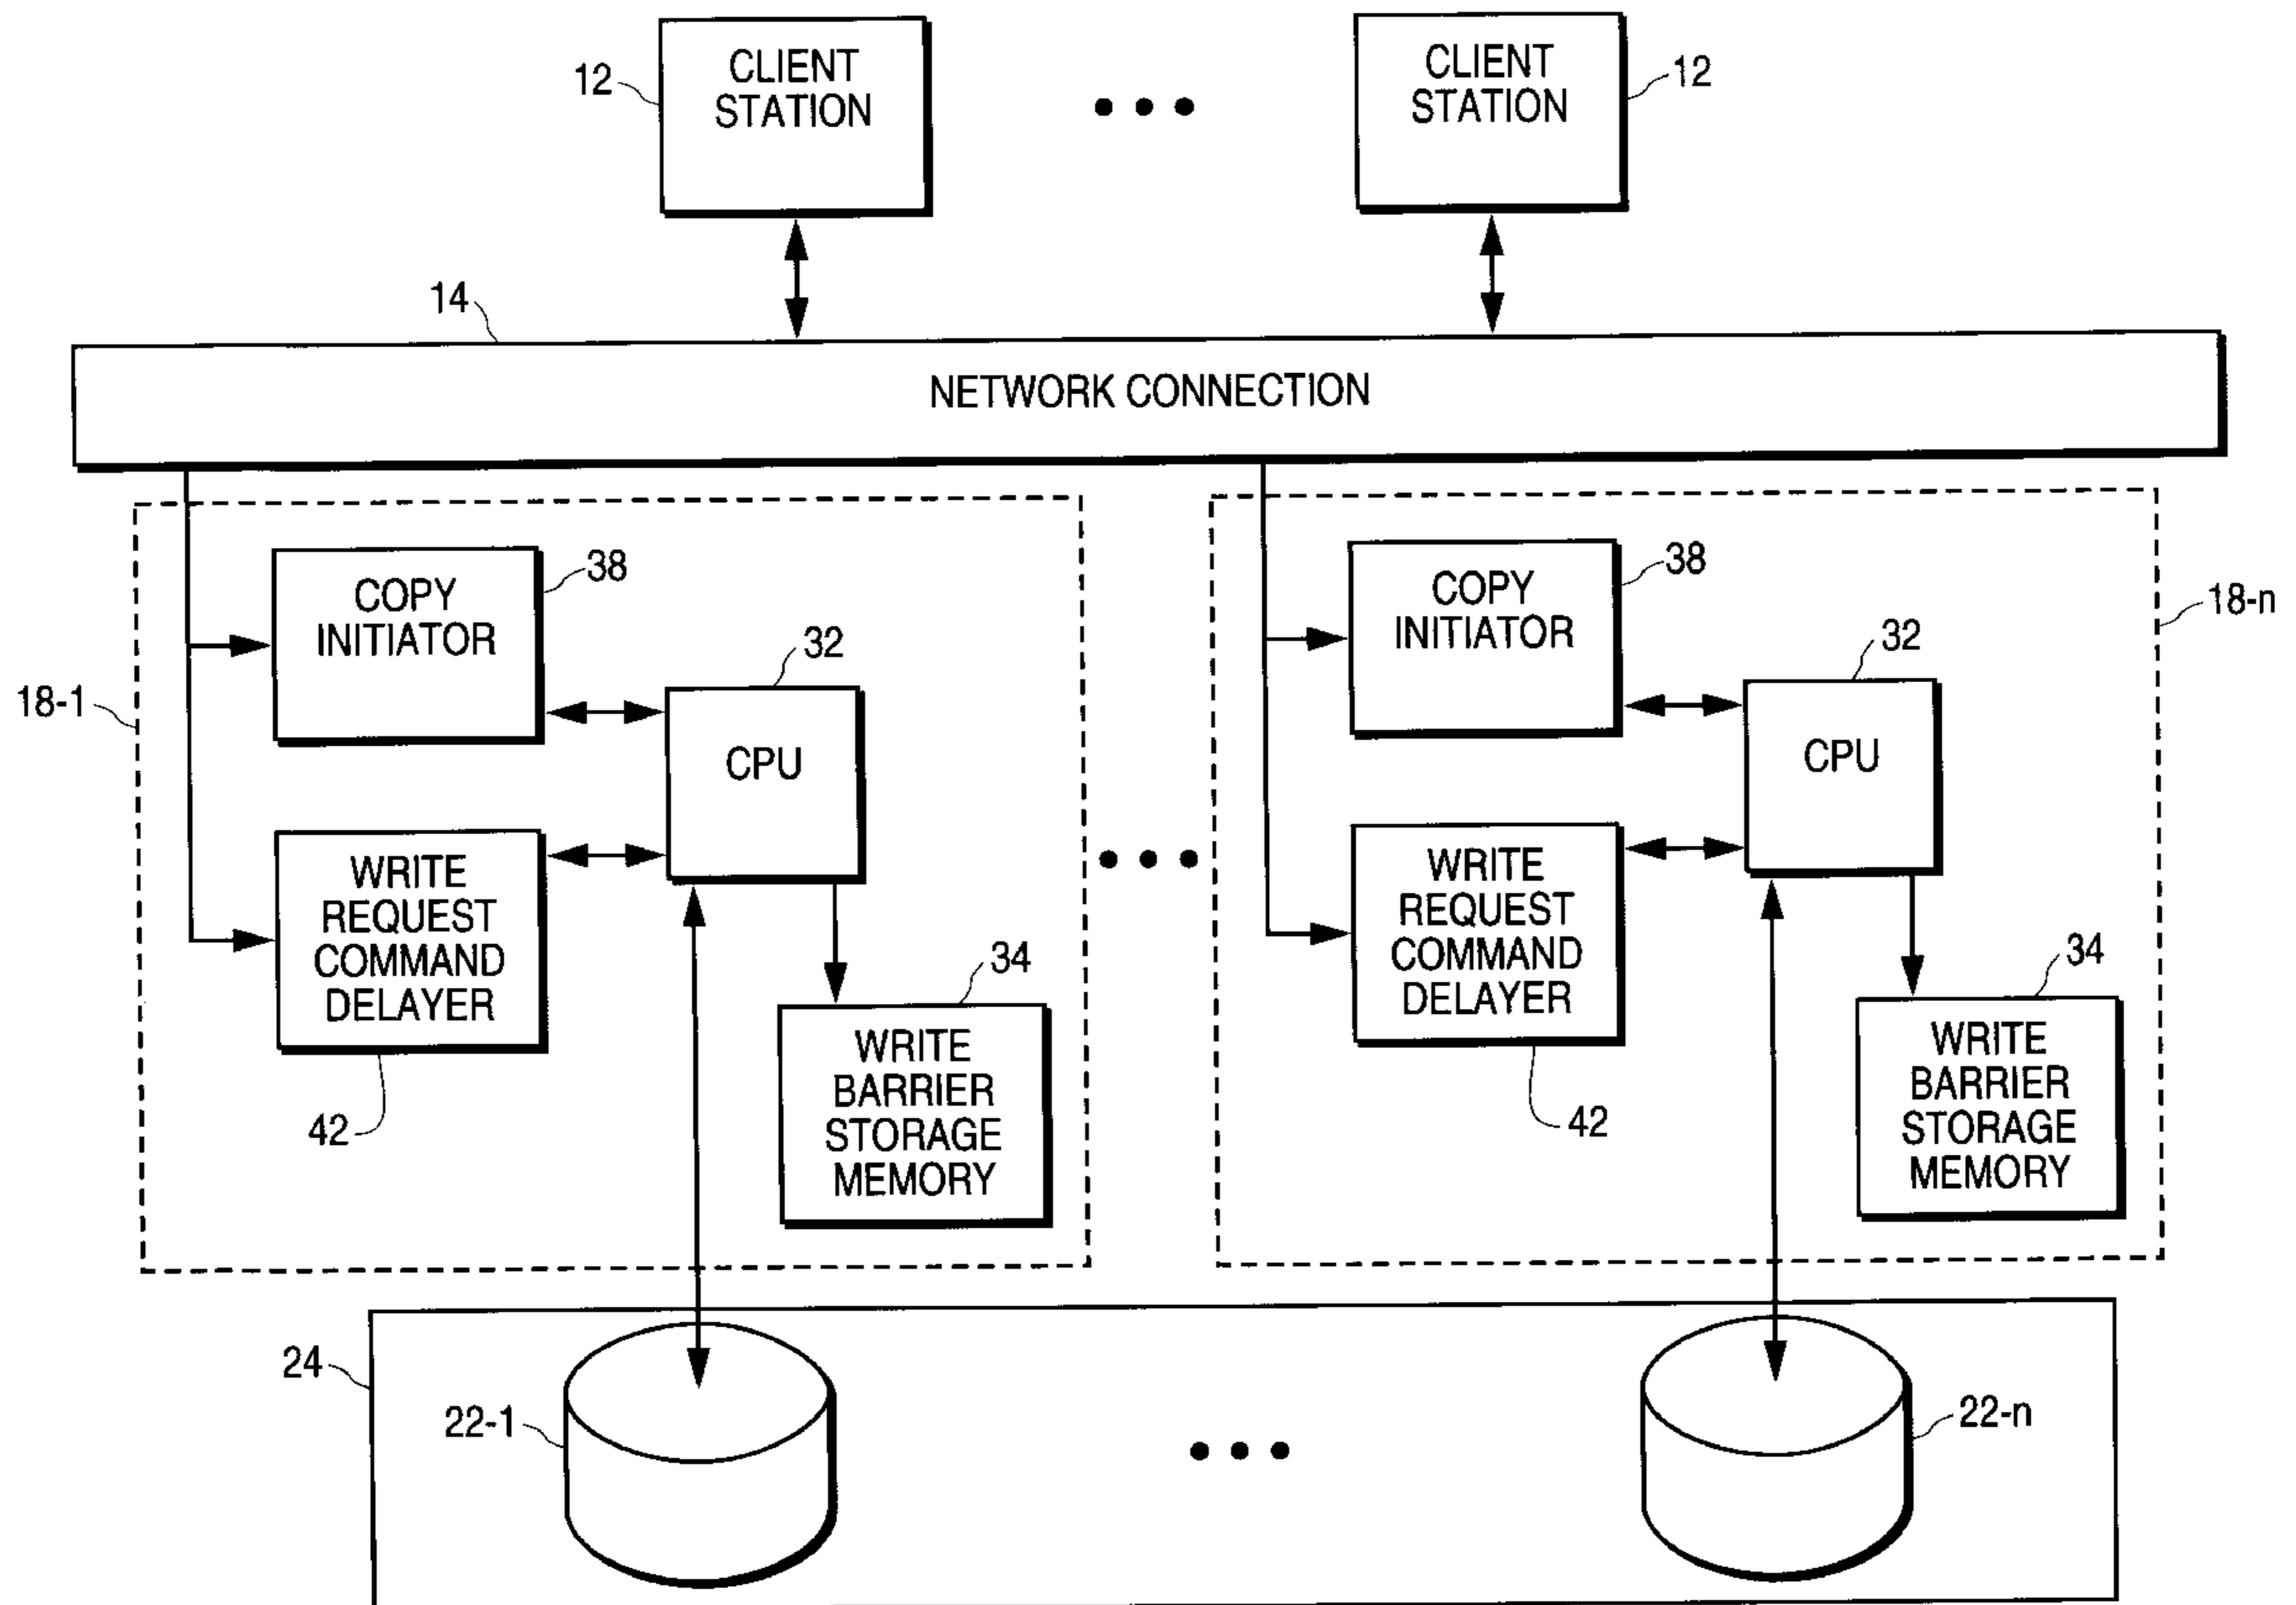 12
CLIENT
STATION
CLIENT
STATION
12
14
NETWORK CONNECTION
18-1
COPY
INITIATOR
38
32
CPU
WRITE
REQUEST
COMMAND
DELAYER
42
34
WRITE
BARRIER
STORAGE
MEMORY
COPY
INITIATOR
38
18-n
32
CPU
WRITE
REQUEST
COMMAND
DELAYER
42
34
WRITE
BARRIER
STORAGE
MEMORY
24
22-1
22-n